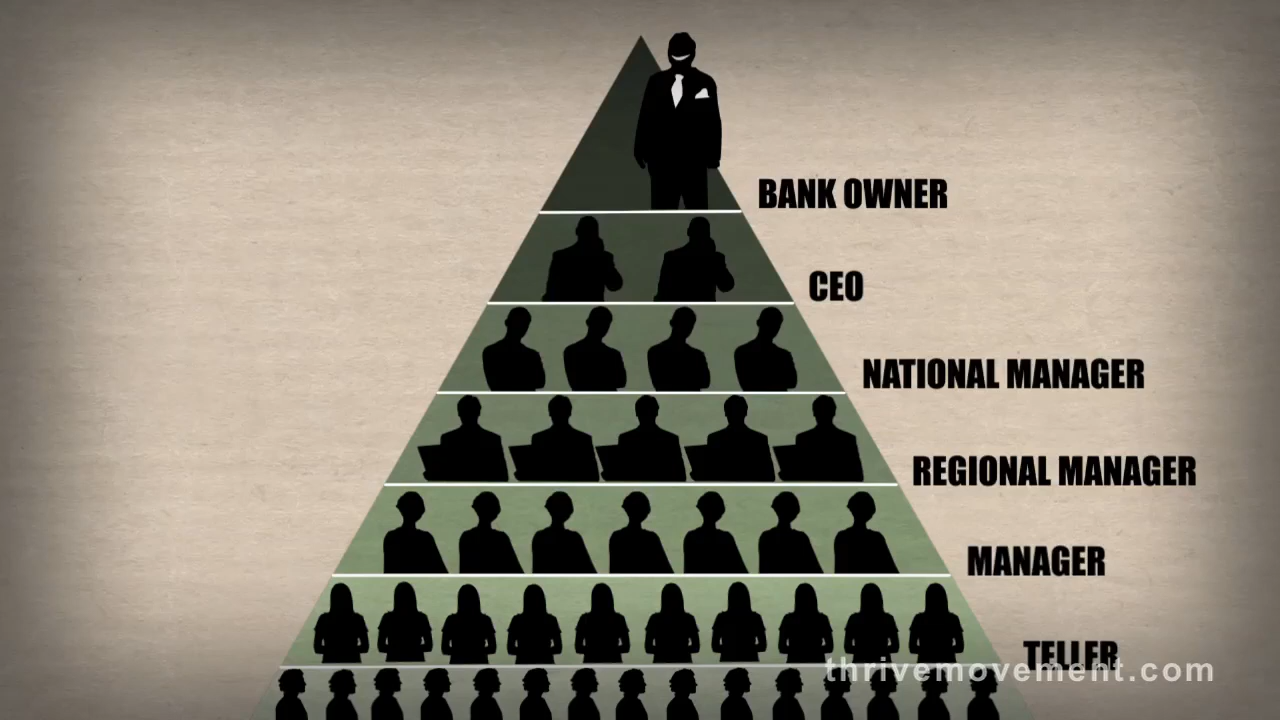 BANK OWNER
CEO
NATIONAL MANAGER
REGIONAL MANAGER
MANAGER
TELLER
thrivemovement.com